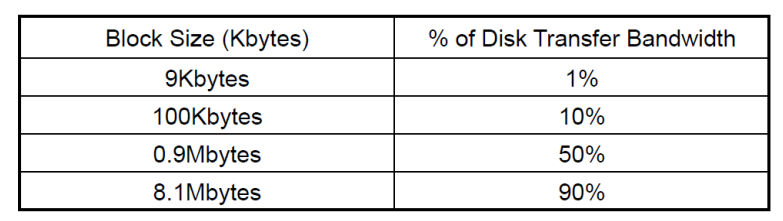 Block Size (Kbytes) % of Disk Transfer Bandwidth
9Kbytes 1%
100Kbytes 10%
0.9Mbytes 50%
8.1Mbytes 90%